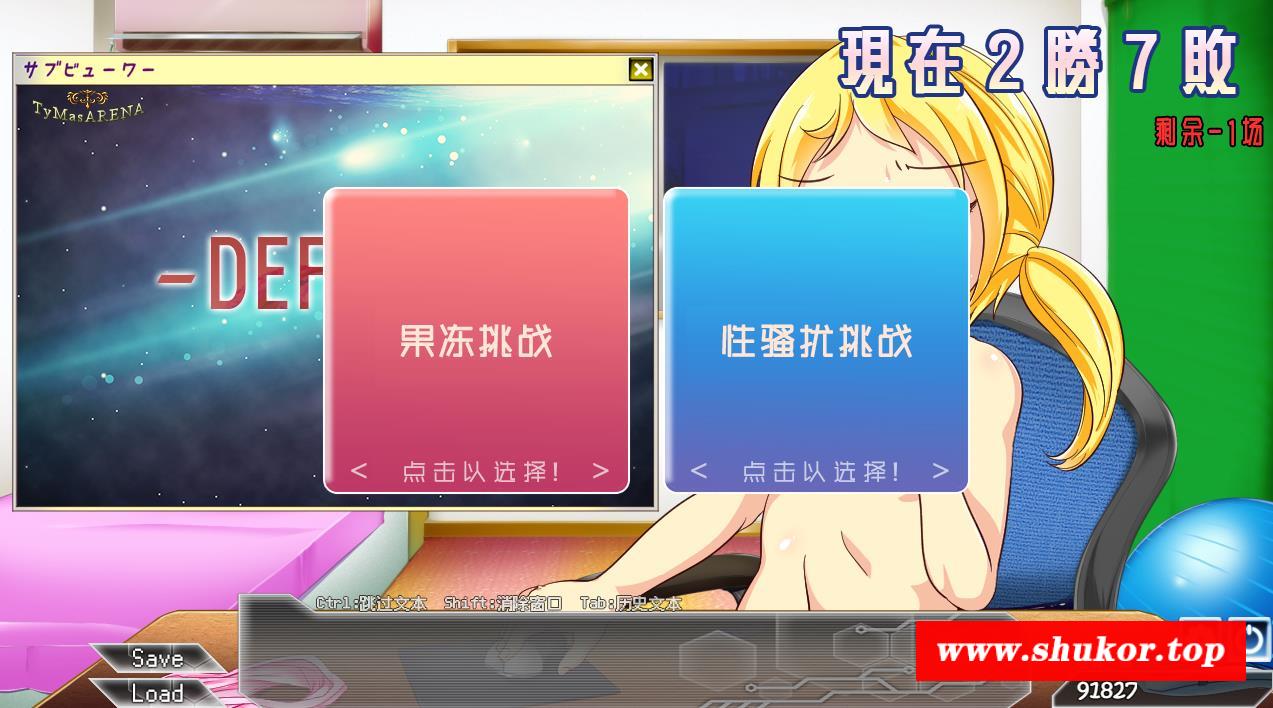 現在2勝7敗
剩余-1场
サブビューワー
TyMasARENA
-DEF
果冻挑战
性骚扰挑战
< 点击以选择! >
< 点击以选择! >
Ctrl:跳过文本 Shift:消除窗口 Tab:历史文本
Save
Load
www.shukor.top
91827